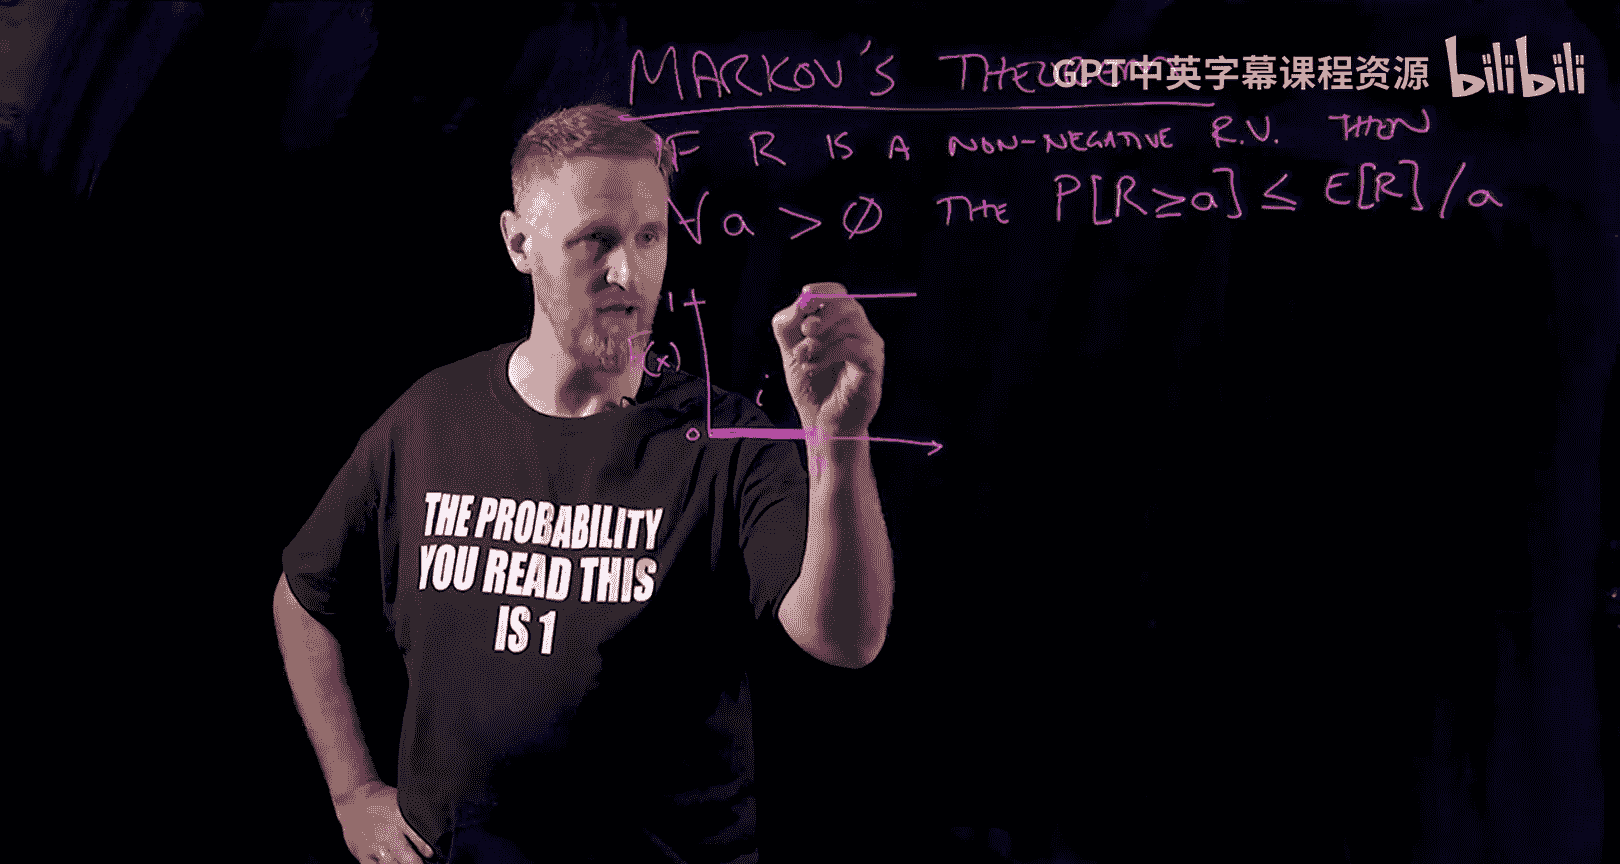 MARKOV'S
GPT中英字幕课程资源 bilibili
IF R IS A NON-NEGATIVE R.V. THEN
∀ a > 0 THE P[R≥a] ≤ E[R]/a
1
F(x)
i
0
THE PROBABILITY
YOU READ THIS
IS 1